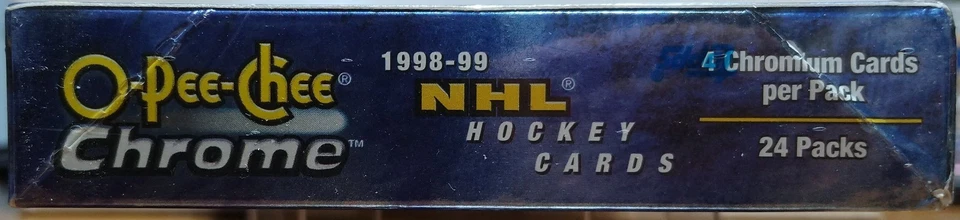 O-Pee-Chee®
Chrome™
1998-99
NHL®
HOCKEY
CARDS
4 Chromium Cards
per Pack
24 Packs